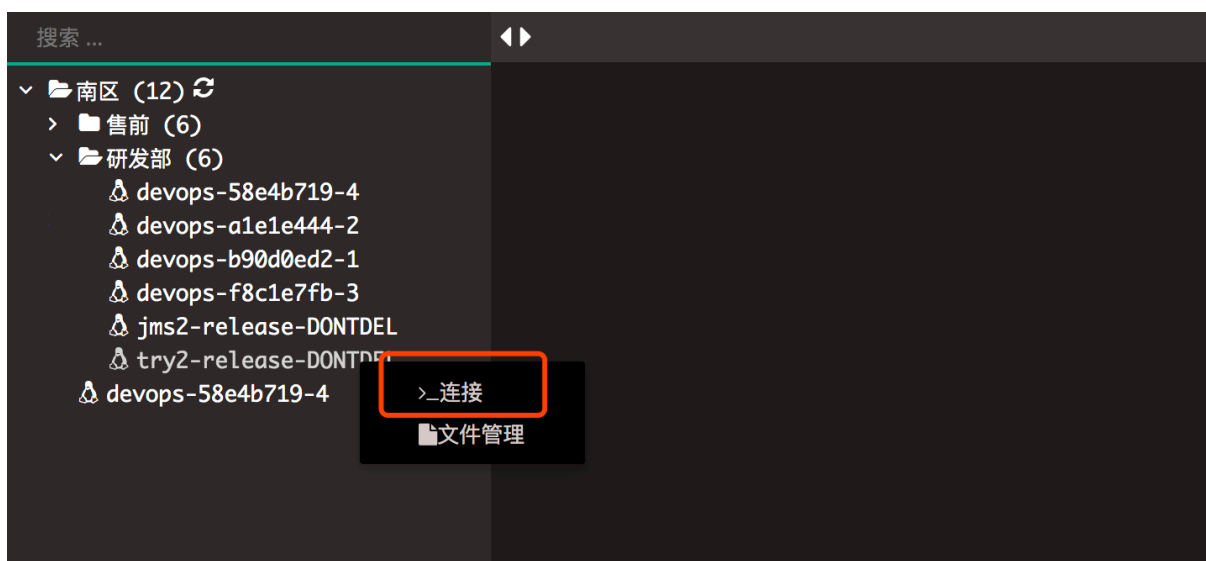 搜索 ...
南区 (12)
售前 (6)
研发部 (6)
devops-58e4b719-4
devops-a1e1e444-2
devops-b90d0ed2-1
devops-f8c1e7fb-3
jms2-release-DONTDEL
try2-release-DONTDEL
devops-58e4b719-4
>_连接
文件管理